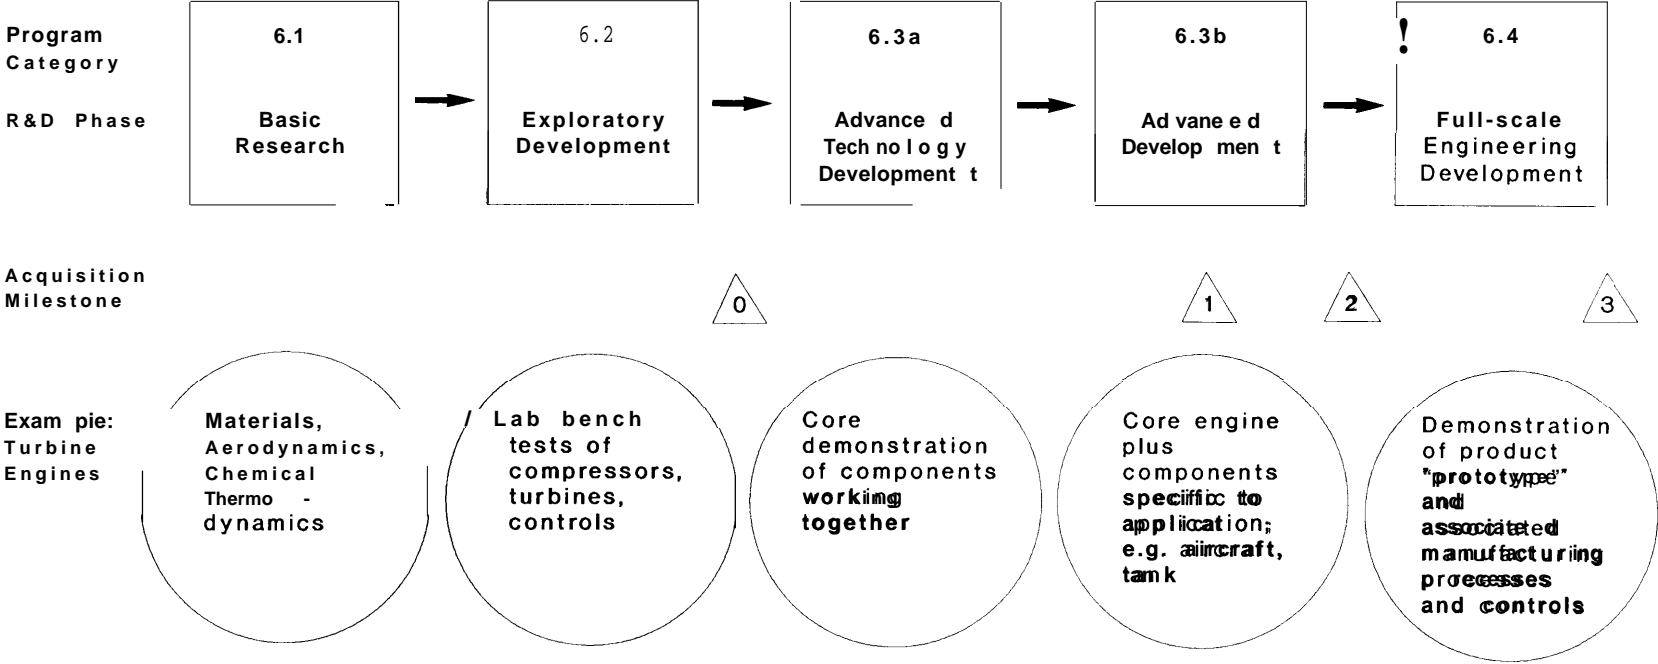 Program
Category
6.1
6.2
6.3a
6.3b
! 6.4
R&D Phase
Basic
Research
Exploratory
Development
Advance d
Tech no l o g y
Development t
Ad vane e d
Develop men t
Full-scale
Engineering
Development
Acquisition
Milestone
0
1
2
3
Exam pie:
Turbine
Engines
Materials,
Aerodynamics,
Chemical
Thermo -
dynamics
/ Lab bench
tests of
compressors,
turbines,
controls
Core
demonstration
of components
working
together
Core engine
plus
components
specific to
application;
e.g. aircraft,
tank
Demonstration
of product
"prototype"
and
associated
manufacturing
processes
and controls